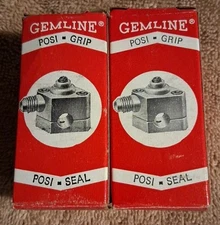 GEMLINE®
POSI - GRIP
POSI - SEAL
GEMLINE®
POSI - GRIP
POSI - SEAL